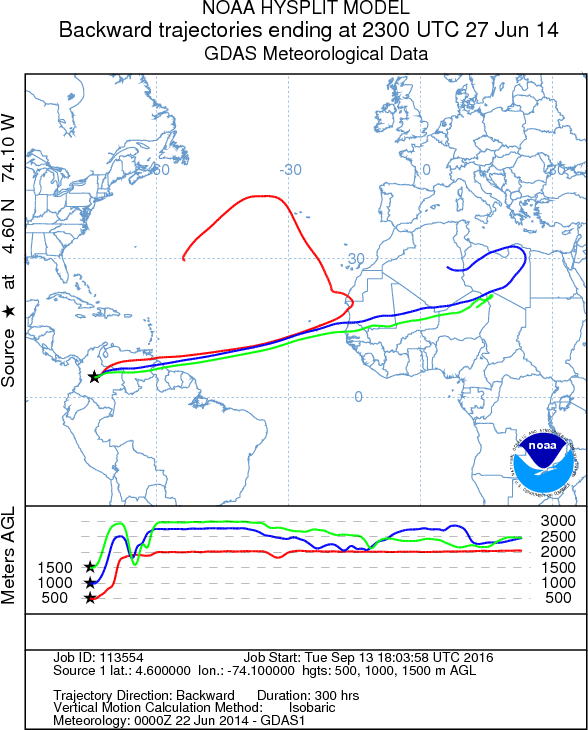 NOAA HYSPLIT MODEL
Backward trajectories ending at 2300 UTC 27 Jun 14
GDAS Meteorological Data
Source ★ at 4.60 N 74.10 W
-30
0
30
0
noaa
Meters AGL
1500
1000
500
3000
2500
2000
1500
1000
500
Job ID: 113554 Job Start: Tue Sep 13 18:03:58 UTC 2016
Source 1 lat.: 4.600000 lon.: -74.100000 hgts: 500, 1000, 1500 m AGL
Trajectory Direction: Backward Duration: 300 hrs
Vertical Motion Calculation Method: Isobaric
Meteorology: 0000Z 22 Jun 2014 - GDAS1